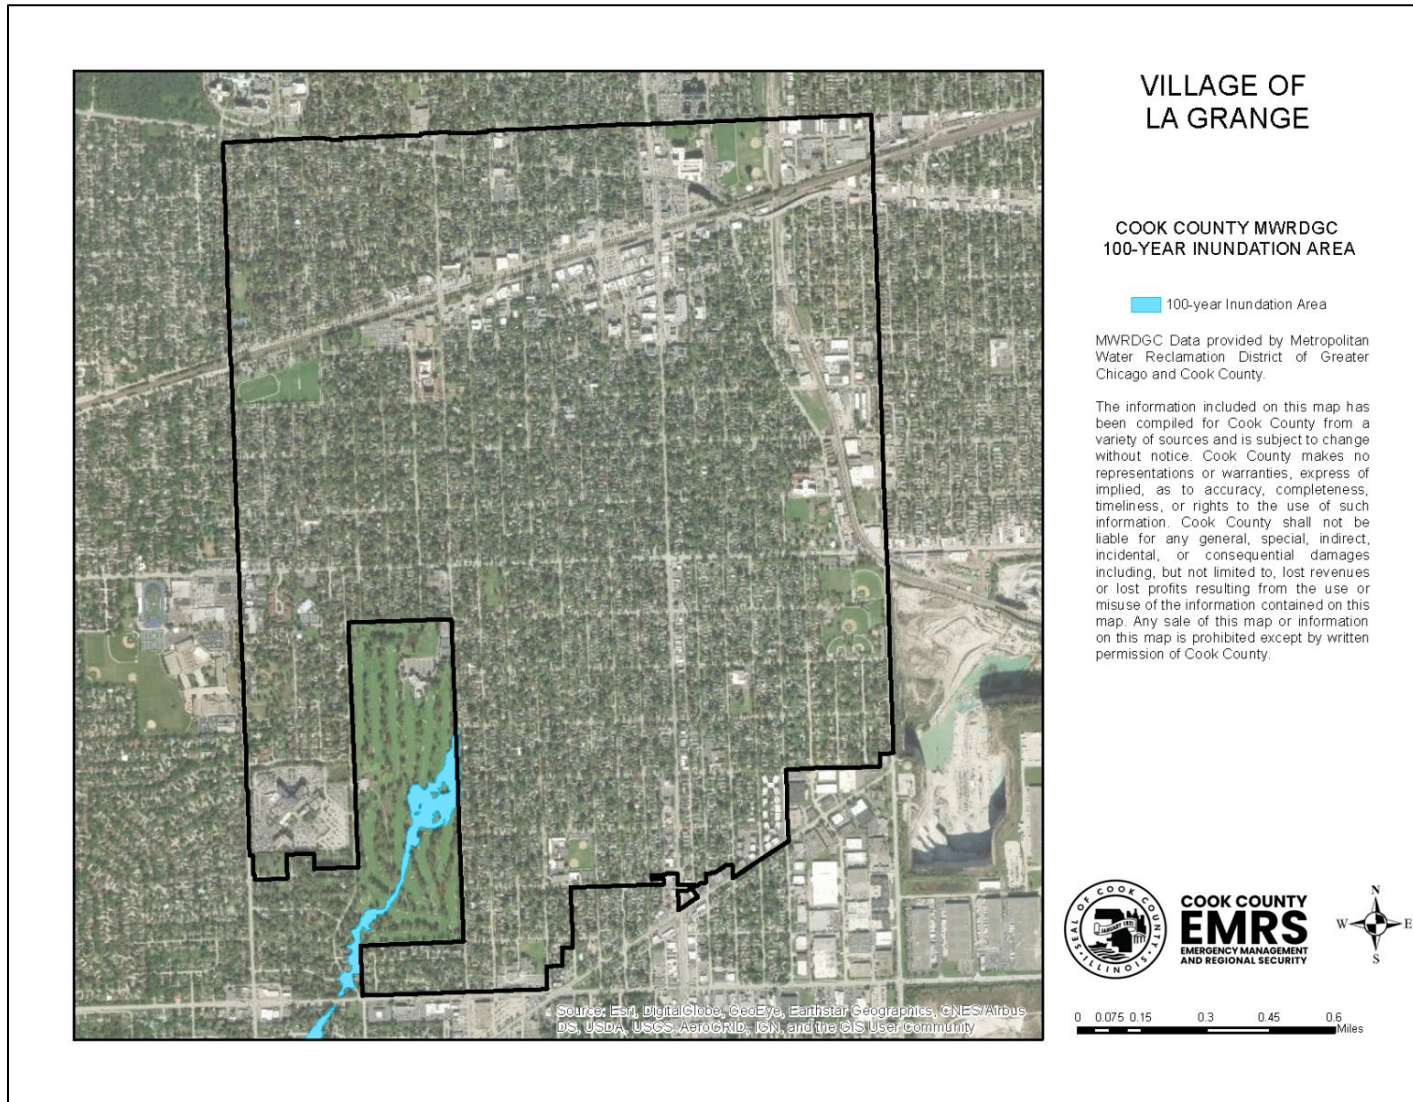 VILLAGE OF
LA GRANGE
COOK COUNTY MWRDGC
100-YEAR INUNDATION AREA
100-year Inundation Area
MWRDGC Data provided by Metropolitan
Water Reclamation District of Greater
Chicago and Cook County.
The information included on this map has
been compiled for Cook County from a
variety of sources and is subject to change
without notice. Cook County makes no
representations or warranties, express of
implied, as to accuracy, completeness,
timeliness, or rights to the use of such
information. Cook County shall not be
liable for any general, special, indirect,
incidental, or consequential damages
including, but not limited to, lost revenues
or lost profits resulting from the use or
misuse of the information contained on this
map. Any sale of this map or information
on this map is prohibited except by written
permission of Cook County.
SEAL OF COOK COUNTY
JANUARY 1831
ILLINOIS
COOK COUNTY
EMRS
EMERGENCY MANAGEMENT
AND REGIONAL SECURITY
N
W E
S
0 0.075 0.15 0.3 0.45 0.6
Miles
Source: Esri, DigitalGlobe, GeoEye, Earthstar Geographics, CNES/Airbus
DS, USDA, USGS, AeroGRID, IGN, and the GIS User Community